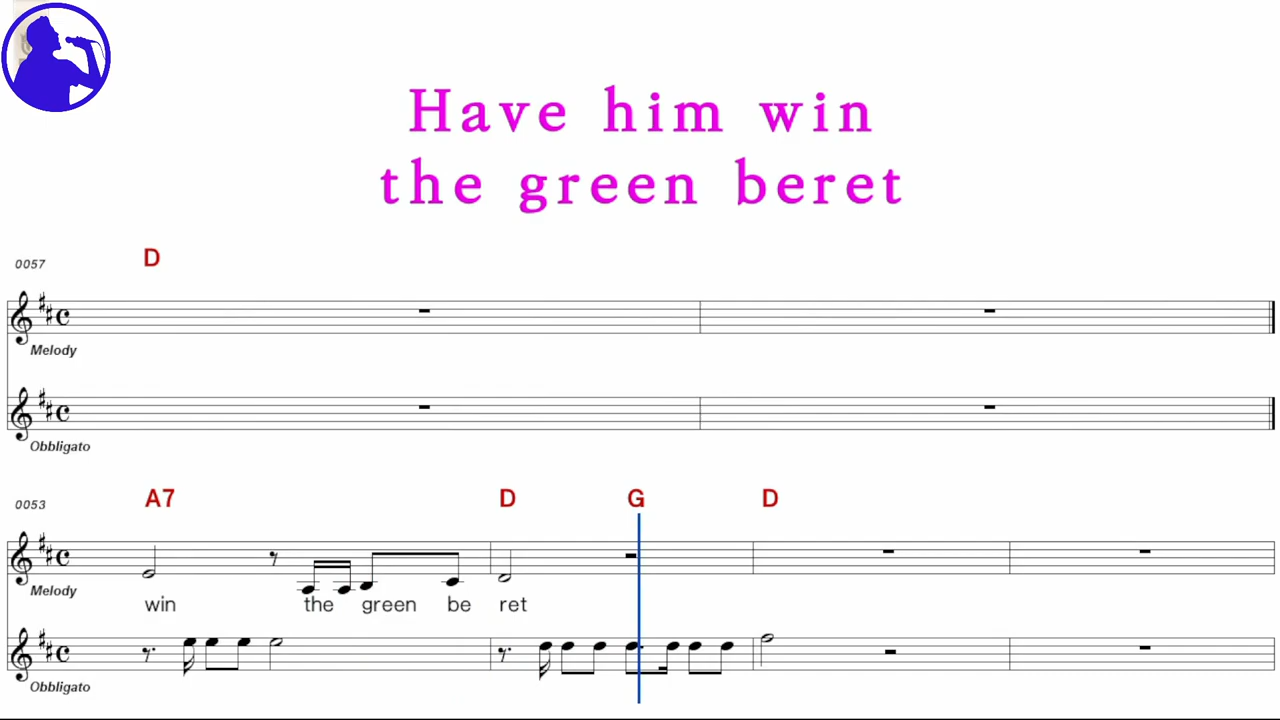 Have him win
the green beret
0057 D
Melody
Obbligato
0053 A7 D G D
Melody
win the green be ret
Obbligato